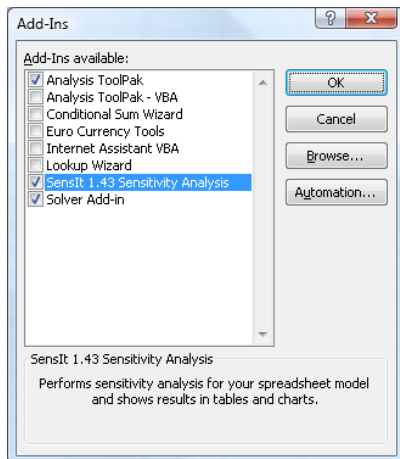 Add-Ins
?
X
Add-Ins available:
Analysis ToolPak
Analysis ToolPak - VBA
Conditional Sum Wizard
Euro Currency Tools
Internet Assistant VBA
Lookup Wizard
SensIt 1.43 Sensitivity Analysis
Solver Add-in
OK
Cancel
Browse...
Automation...
SensIt 1.43 Sensitivity Analysis
Performs sensitivity analysis for your spreadsheet model
and shows results in tables and charts.